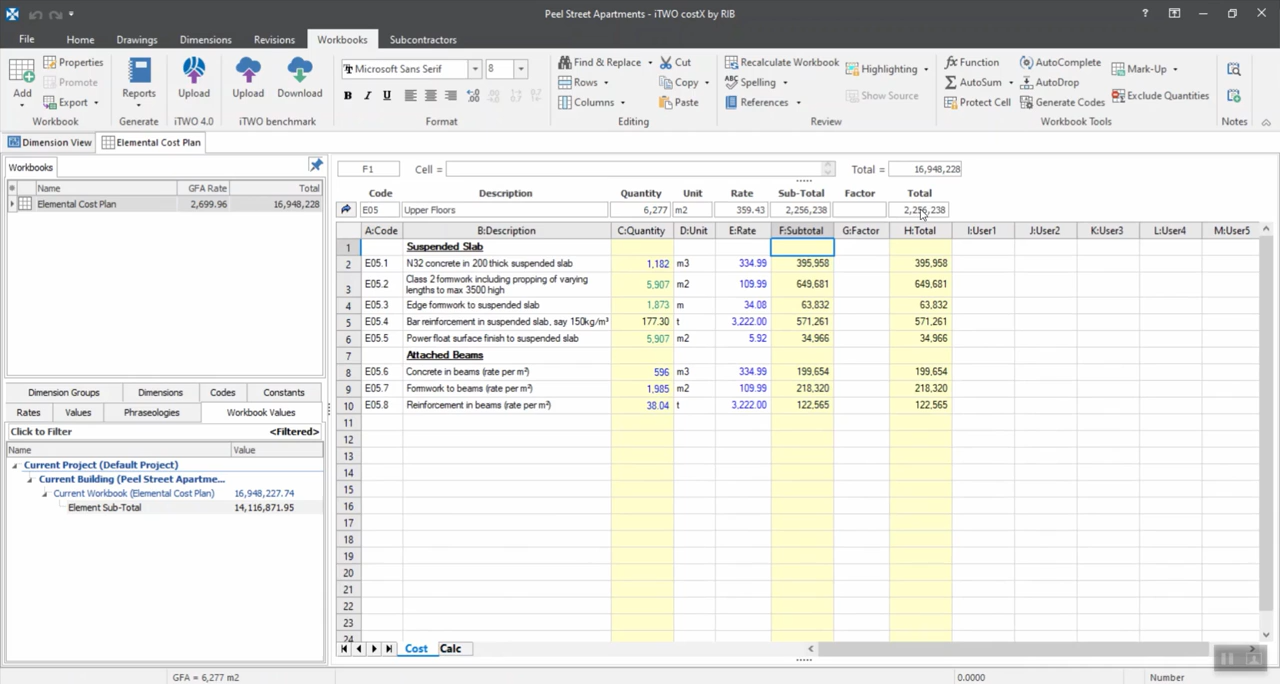 Peel Street Apartments - iTWO costX by RIB
File Home Drawings Dimensions Revisions Workbooks Subcontractors
Add Properties Promote Export Workbook
Reports Generate
Upload iTWO 4.0
Upload Download iTWO benchmark
Microsoft Sans Serif 8
B I U
Format
Find & Replace Cut
Rows Copy
Columns Paste
Editing
Recalculate Workbook Highlighting
Spelling Show Source
References
Review
Function AutoComplete Mark-Up
AutoSum AutoDrop Exclude Quantities
Protect Cell Generate Codes
Workbook Tools
Notes
Dimension View Elemental Cost Plan
Workbooks
Name GFA Rate Total
Elemental Cost Plan 2,699.96 16,948,228
Dimension Groups Dimensions Codes Constants
Rates Values Phraseologies Workbook Values
Click to Filter <Filtered>
Name Value
Current Project (Default Project)
Current Building (Peel Street Apartme...
Current Workbook (Elemental Cost Plan) 16,948,227.74
Element Sub-Total 14,116,871.95
F1 Cell = Total = 16,948,228
Code Description Quantity Unit Rate Sub-Total Factor Total
E05 Upper Floors 6,277 m2 359.43 2,256,238 2,256,238
A:Code B:Description C:Quantity D:Unit E:Rate F:Subtotal G:Factor H:Total I:User1 J:User2 K:User3 L:User4 M:User5
1 Suspended Slab
2 E05.1 N32 concrete in 200 thick suspended slab 1,182 m3 334.99 395,958 395,958
3 E05.2 Class 2 formwork including propping of varying lengths to max 3500 high 5,907 m2 109.99 649,681 649,681
4 E05.3 Edge formwork to suspended slab 1,873 m 34.08 63,832 63,832
5 E05.4 Bar reinforcement in suspended slab, say 150kg/m³ 177.30 t 3,222.00 571,261 571,261
6 E05.5 Power float surface finish to suspended slab 5,907 m2 5.92 34,966 34,966
7 Attached Beams
8 E05.6 Concrete in beams (rate per m³) 596 m3 334.99 199,654 199,654
9 E05.7 Formwork to beams (rate per m²) 1,985 m2 109.99 218,320 218,320
10 E05.8 Reinforcement in beams (rate per m³) 38.04 t 3,222.00 122,565 122,565
11
12
13
14
15
16
17
18
19
20
21
22
23
24
Cost Calc
GFA = 6,277 m2 0.0000 Number